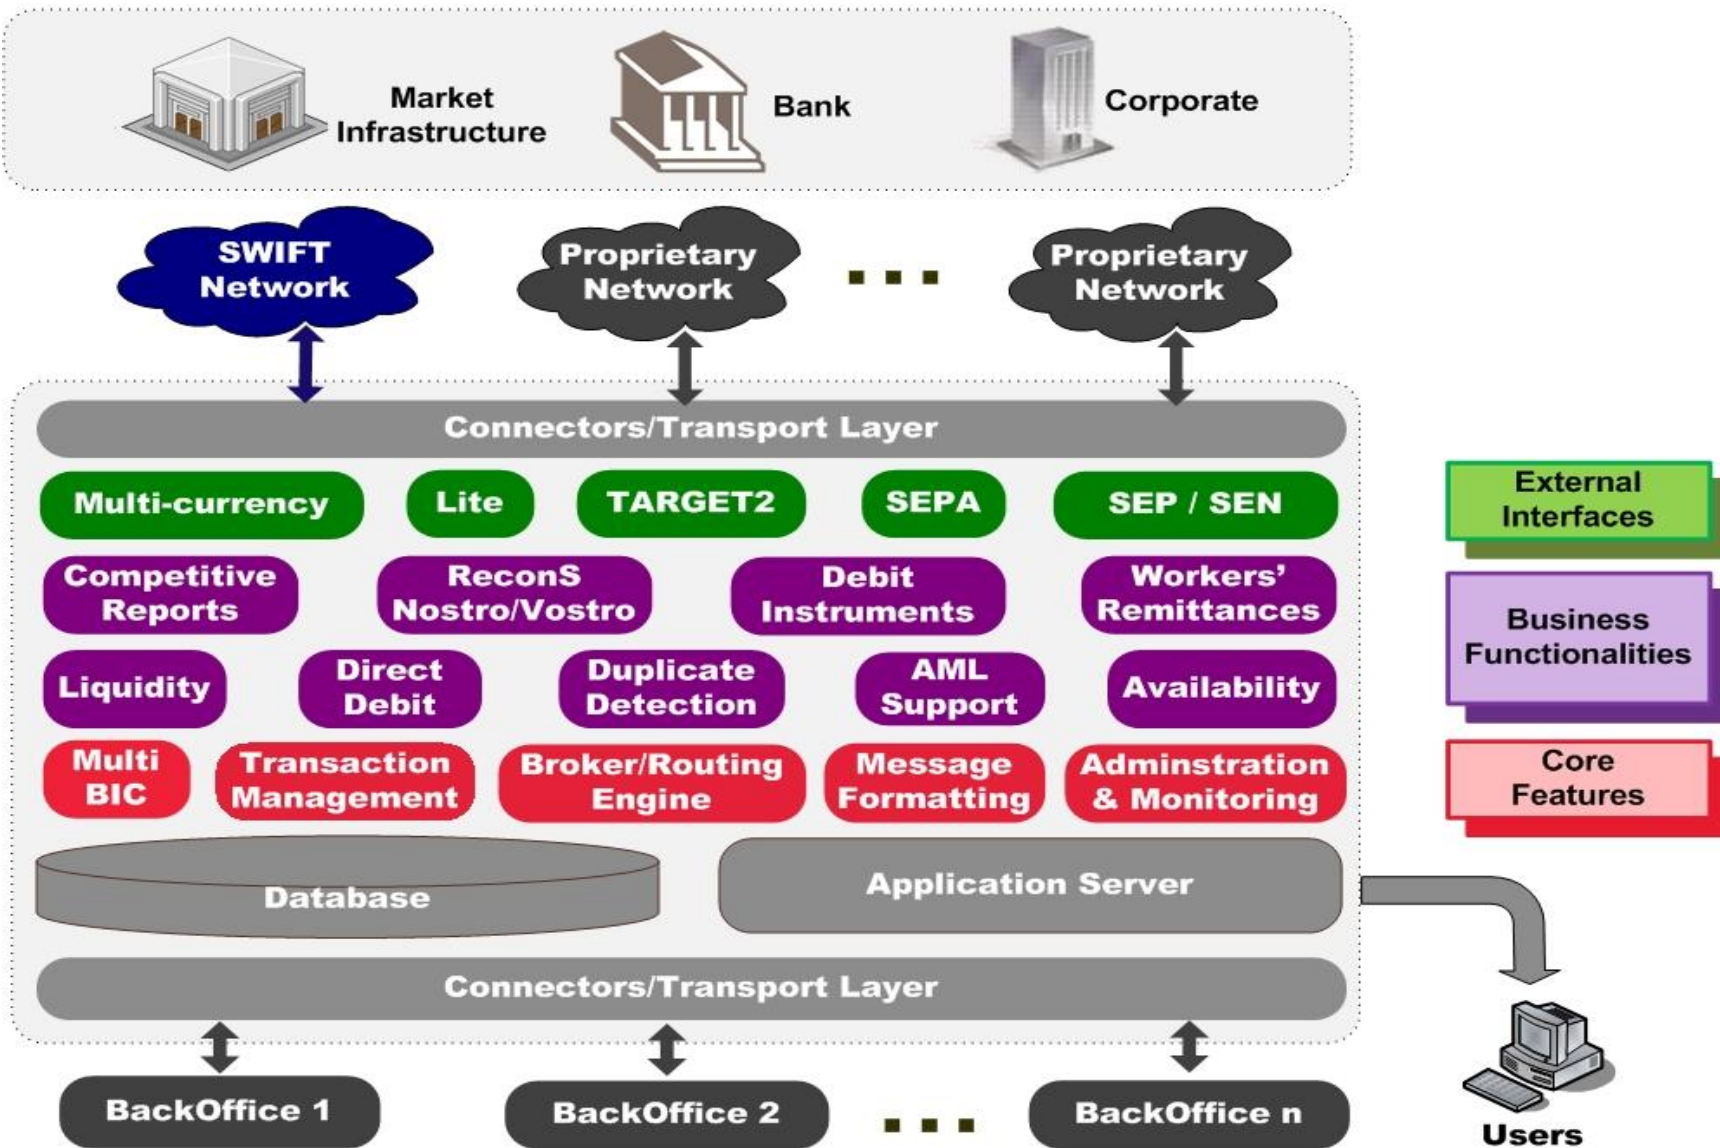 Market
Infrastructure
Bank
Corporate
SWIFT
Network
Proprietary
Network
Proprietary
Network
Connectors/Transport Layer
Multi-currency
Lite
TARGET2
SEPA
SEP / SEN
External
Interfaces
Competitive
Reports
ReconS
Nostro/Vostro
Debit
Instruments
Workers’
Remittances
Business
Functionalities
Liquidity
Direct
Debit
Duplicate
Detection
AML
Support
Availability
Multi
BIC
Transaction
Management
Broker/Routing
Engine
Message
Formatting
Adminstration
& Monitoring
Core
Features
Database
Application Server
Connectors/Transport Layer
BackOffice 1
BackOffice 2
BackOffice n
Users